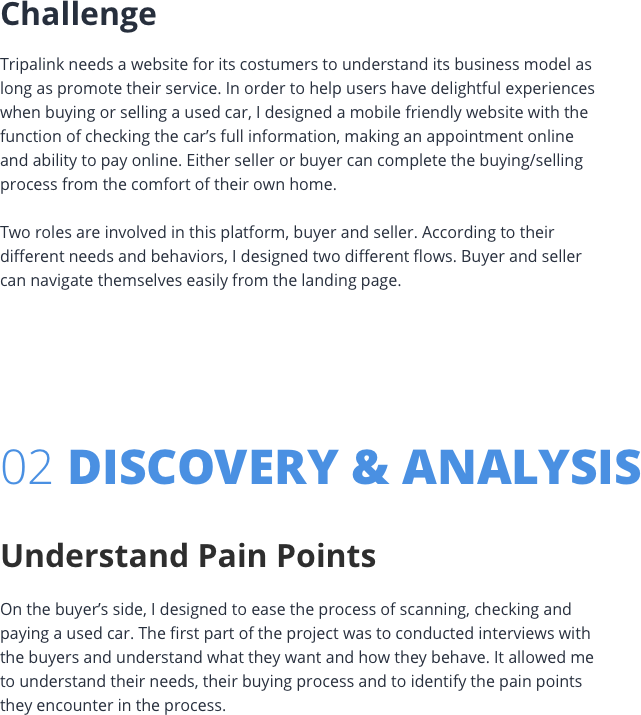 Challenge
Tripalink needs a website for its costumers to understand its business model as
long as promote their service. In order to help users have delightful experiences
when buying or selling a used car, I designed a mobile friendly website with the
function of checking the car’s full information, making an appointment online
and ability to pay online. Either seller or buyer can complete the buying/selling
process from the comfort of their own home.
Two roles are involved in this platform, buyer and seller. According to their
different needs and behaviors, I designed two different flows. Buyer and seller
can navigate themselves easily from the landing page.
02 DISCOVERY & ANALYSIS
Understand Pain Points
On the buyer’s side, I designed to ease the process of scanning, checking and
paying a used car. The first part of the project was to conducted interviews with
the buyers and understand what they want and how they behave. It allowed me
to understand their needs, their buying process and to identify the pain points
they encounter in the process.